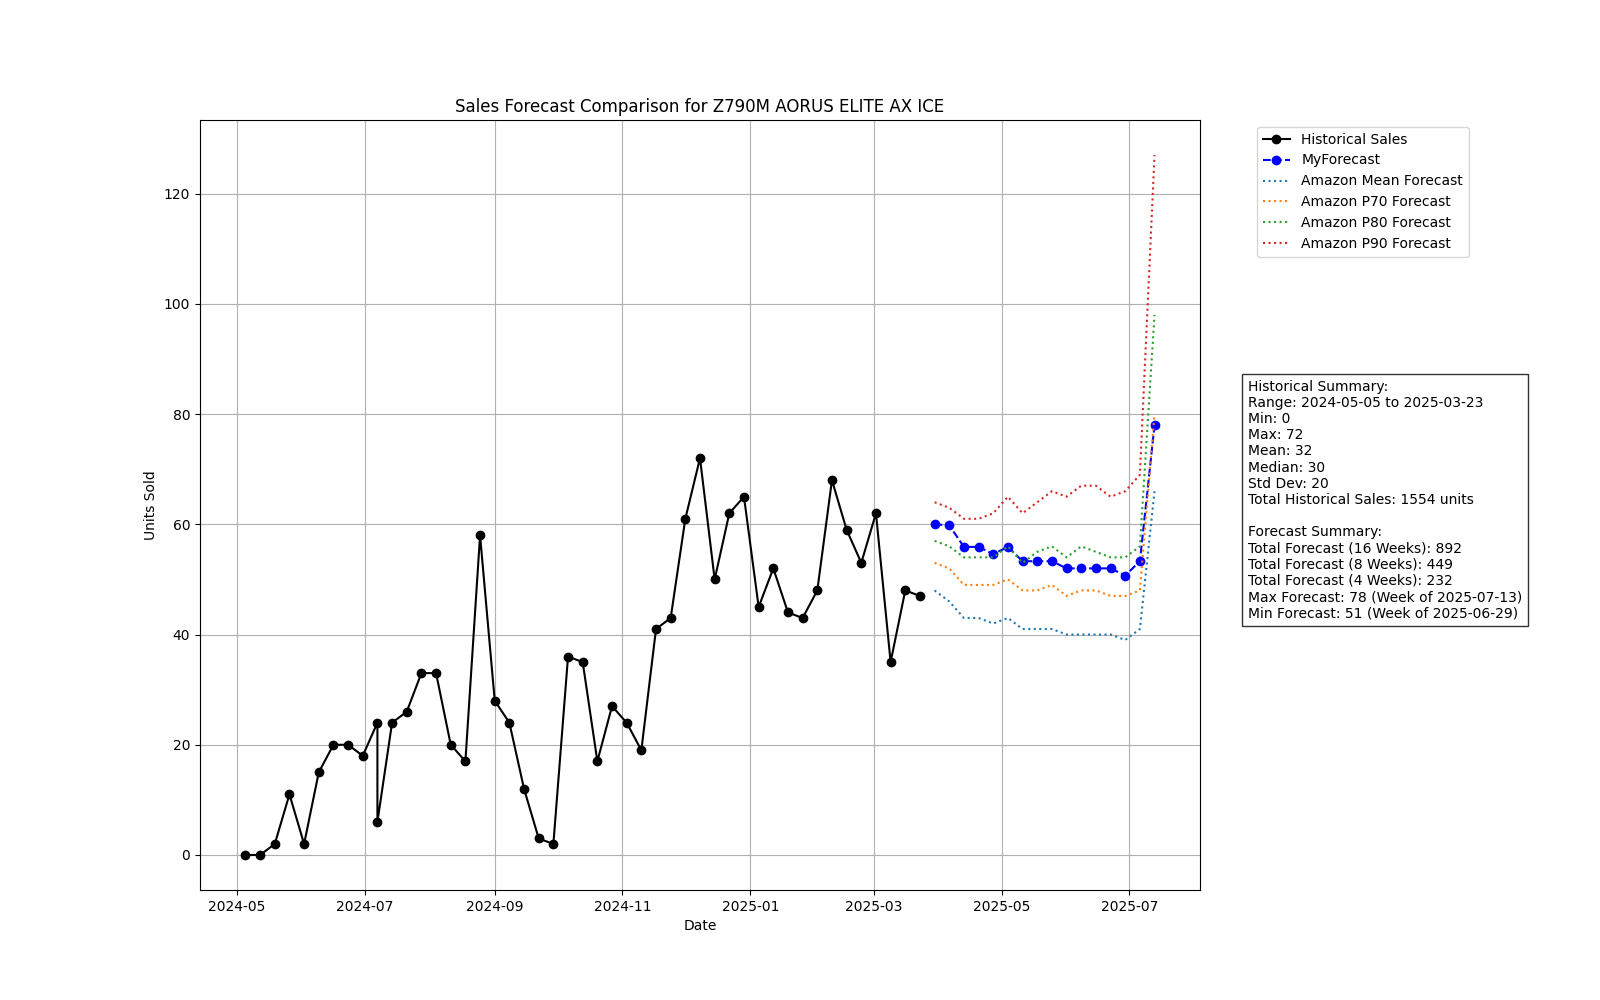 Sales Forecast Comparison for Z790M AORUS ELITE AX ICE
Historical Sales
MyForecast
Amazon Mean Forecast
Amazon P70 Forecast
Amazon P80 Forecast
Amazon P90 Forecast
Units Sold
120
100
80
60
40
20
0
2024-05
2024-07
2024-09
2024-11
2025-01
2025-03
2025-05
2025-07
Date
Historical Summary:
Range: 2024-05-05 to 2025-03-23
Min: 0
Max: 72
Mean: 32
Median: 30
Std Dev: 20
Total Historical Sales: 1554 units
Forecast Summary:
Total Forecast (16 Weeks): 892
Total Forecast (8 Weeks): 449
Total Forecast (4 Weeks): 232
Max Forecast: 78 (Week of 2025-07-13)
Min Forecast: 51 (Week of 2025-06-29)